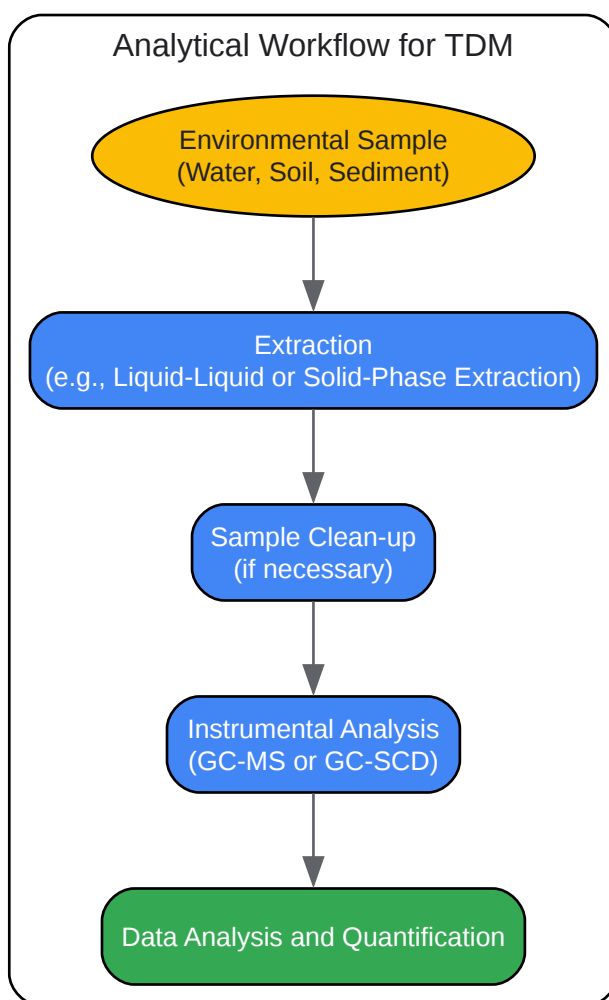 Analytical Workflow for TDM
Environmental Sample
(Water, Soil, Sediment)
Extraction
(e.g., Liquid-Liquid or Solid-Phase Extraction)
Sample Clean-up
(if necessary)
Instrumental Analysis
(GC-MS or GC-SCD)
Data Analysis and Quantification